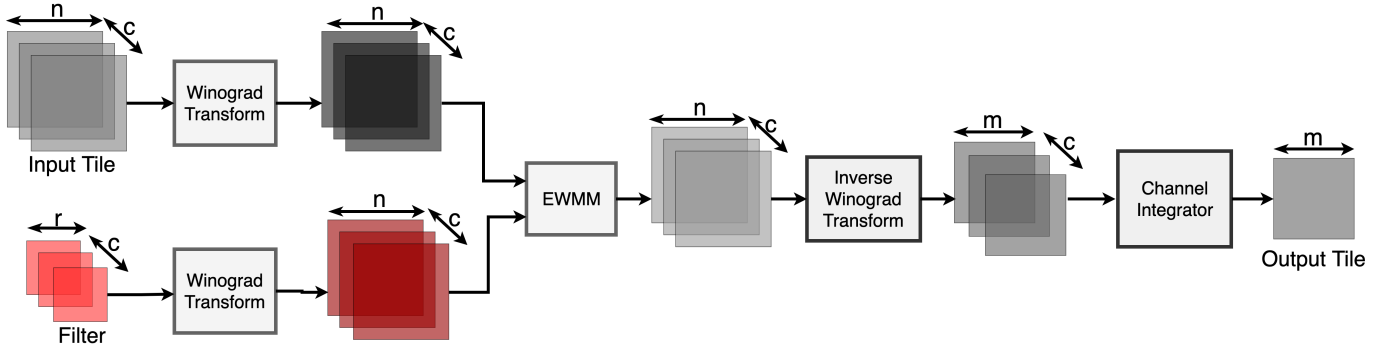 n
c
Winograd
Transform
n
c
Input Tile
r
c
Winograd
Transform
n
c
Filter
EWMM
n
c
Inverse
Winograd
Transform
m
c
Channel
Integrator
m
Output Tile